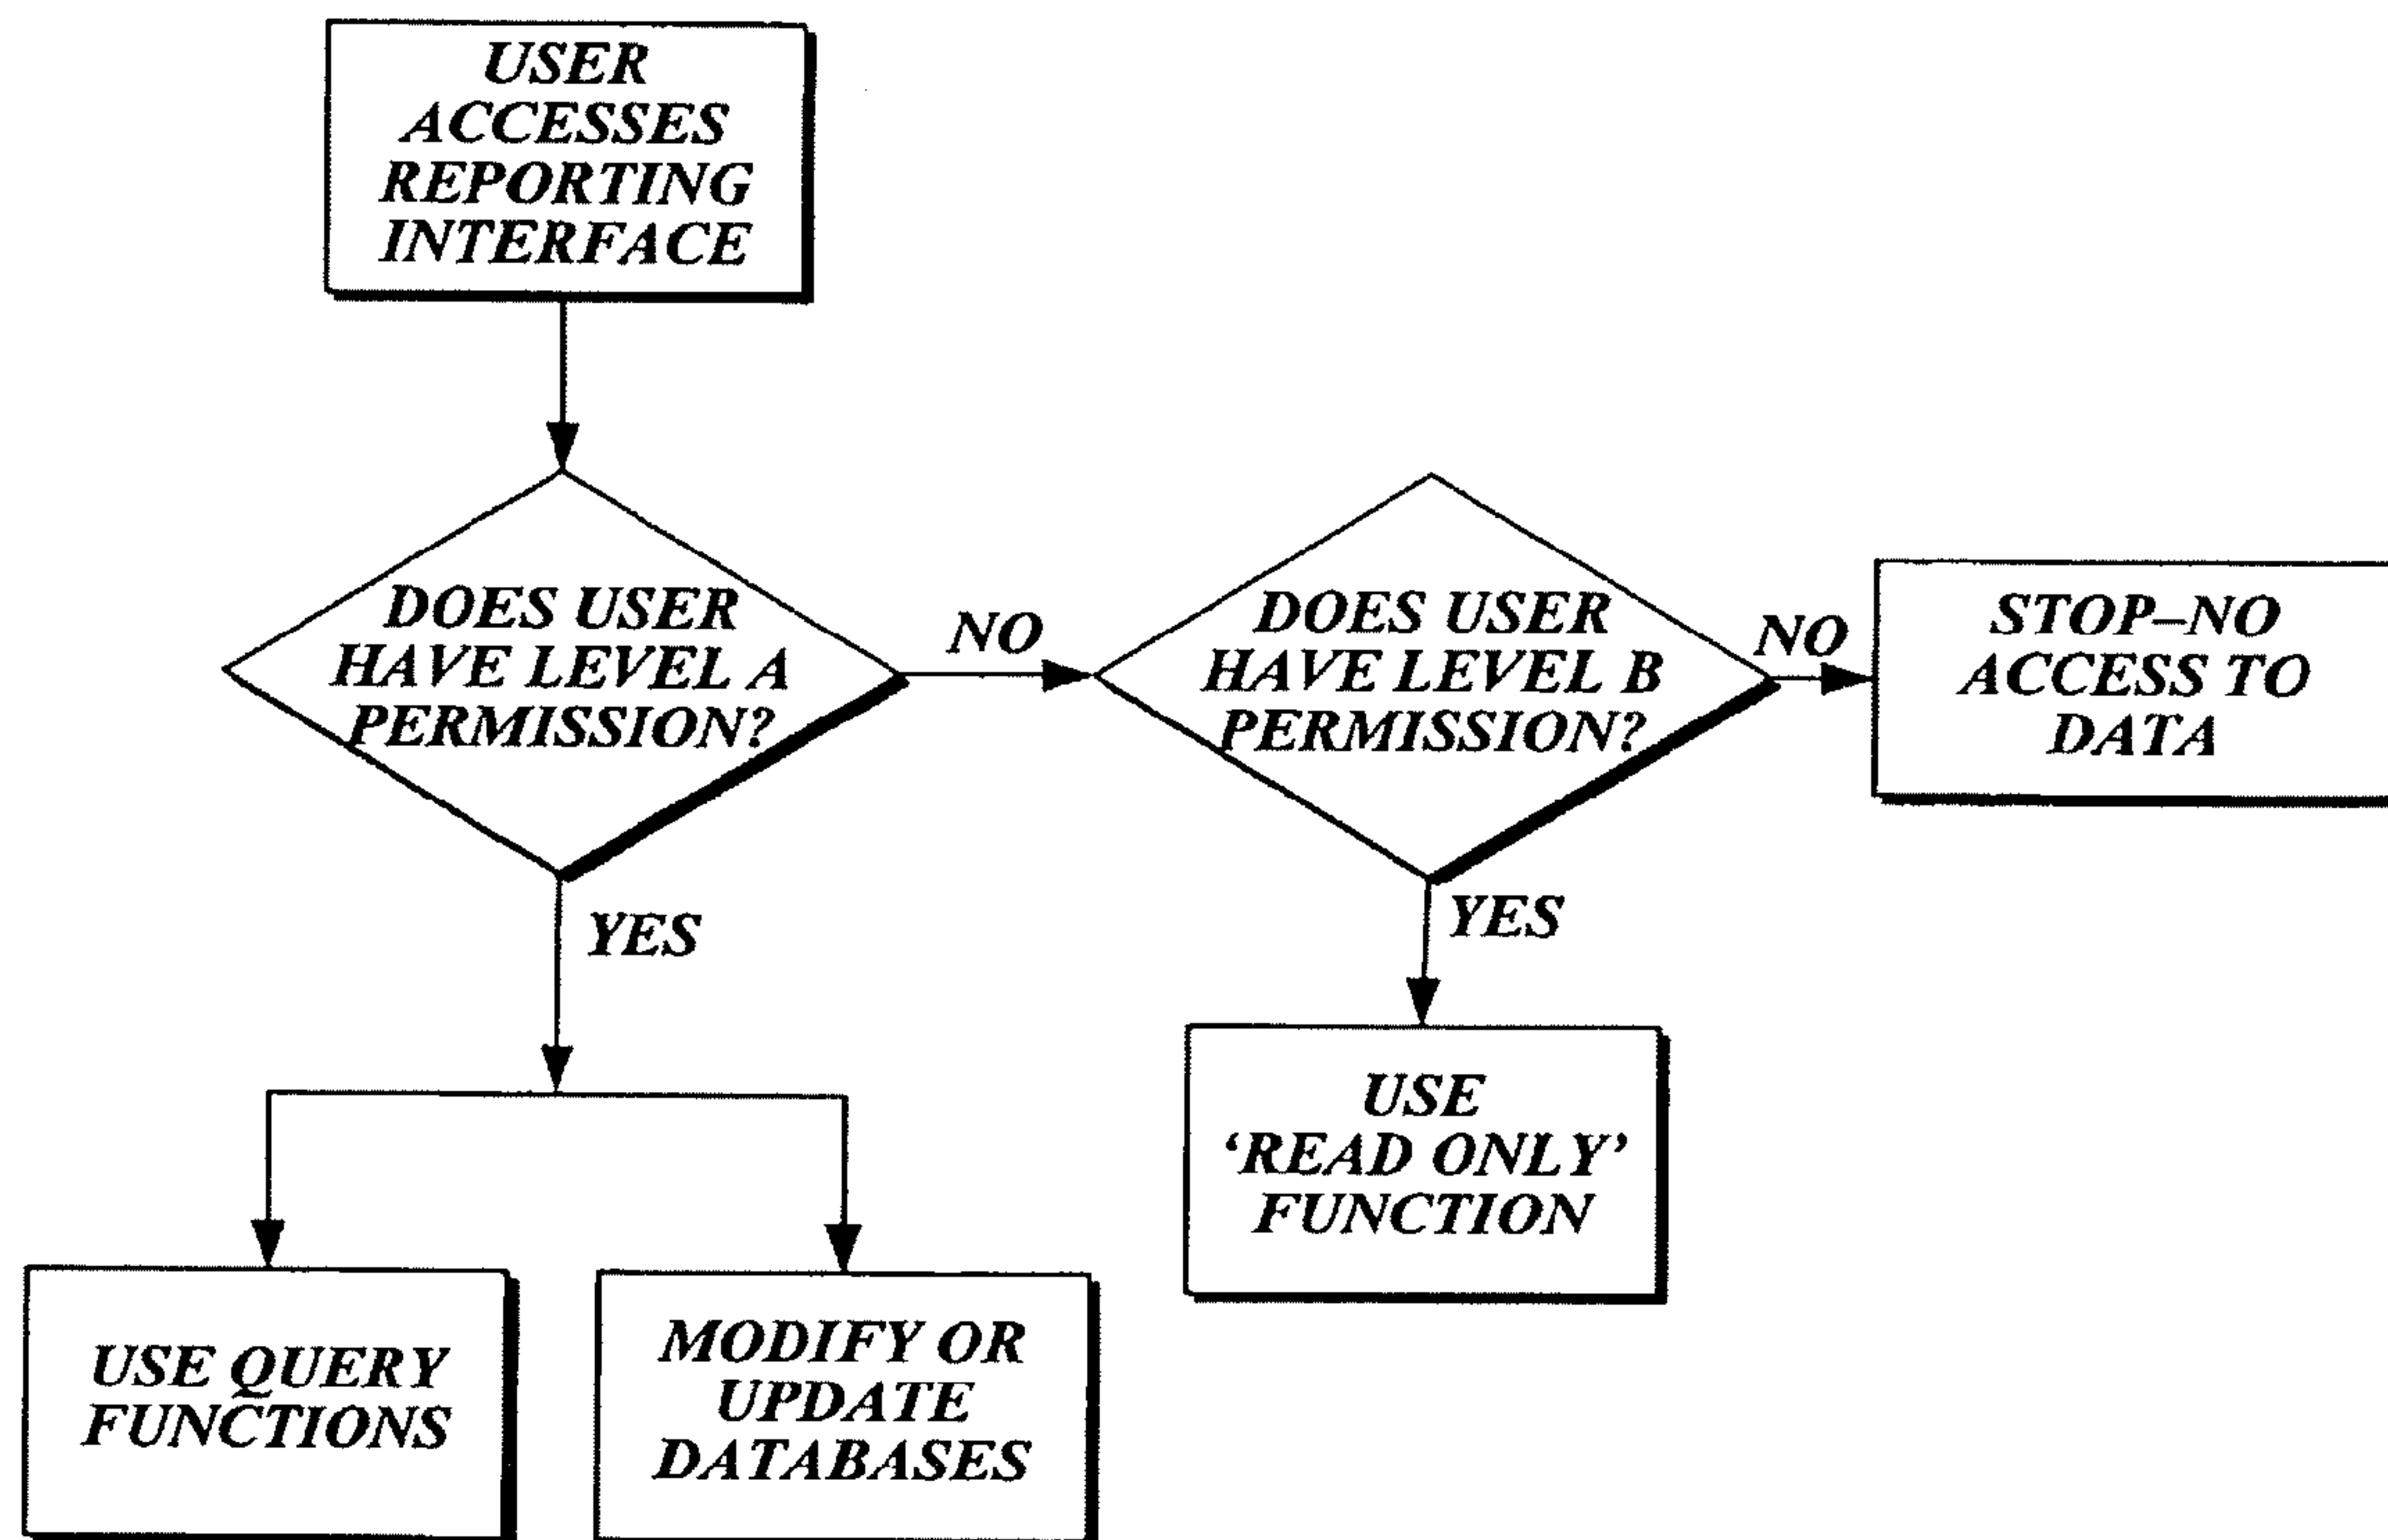 USER
ACCESSES
REPORTING
INTERFACE
DOES USER
HAVE LEVEL A
PERMISSION?
NO
DOES USER
HAVE LEVEL B
PERMISSION?
NO
STOP–NO
ACCESS TO
DATA
YES
YES
USE
‘READ ONLY’
FUNCTION
USE QUERY
FUNCTIONS
MODIFY OR
UPDATE
DATABASES